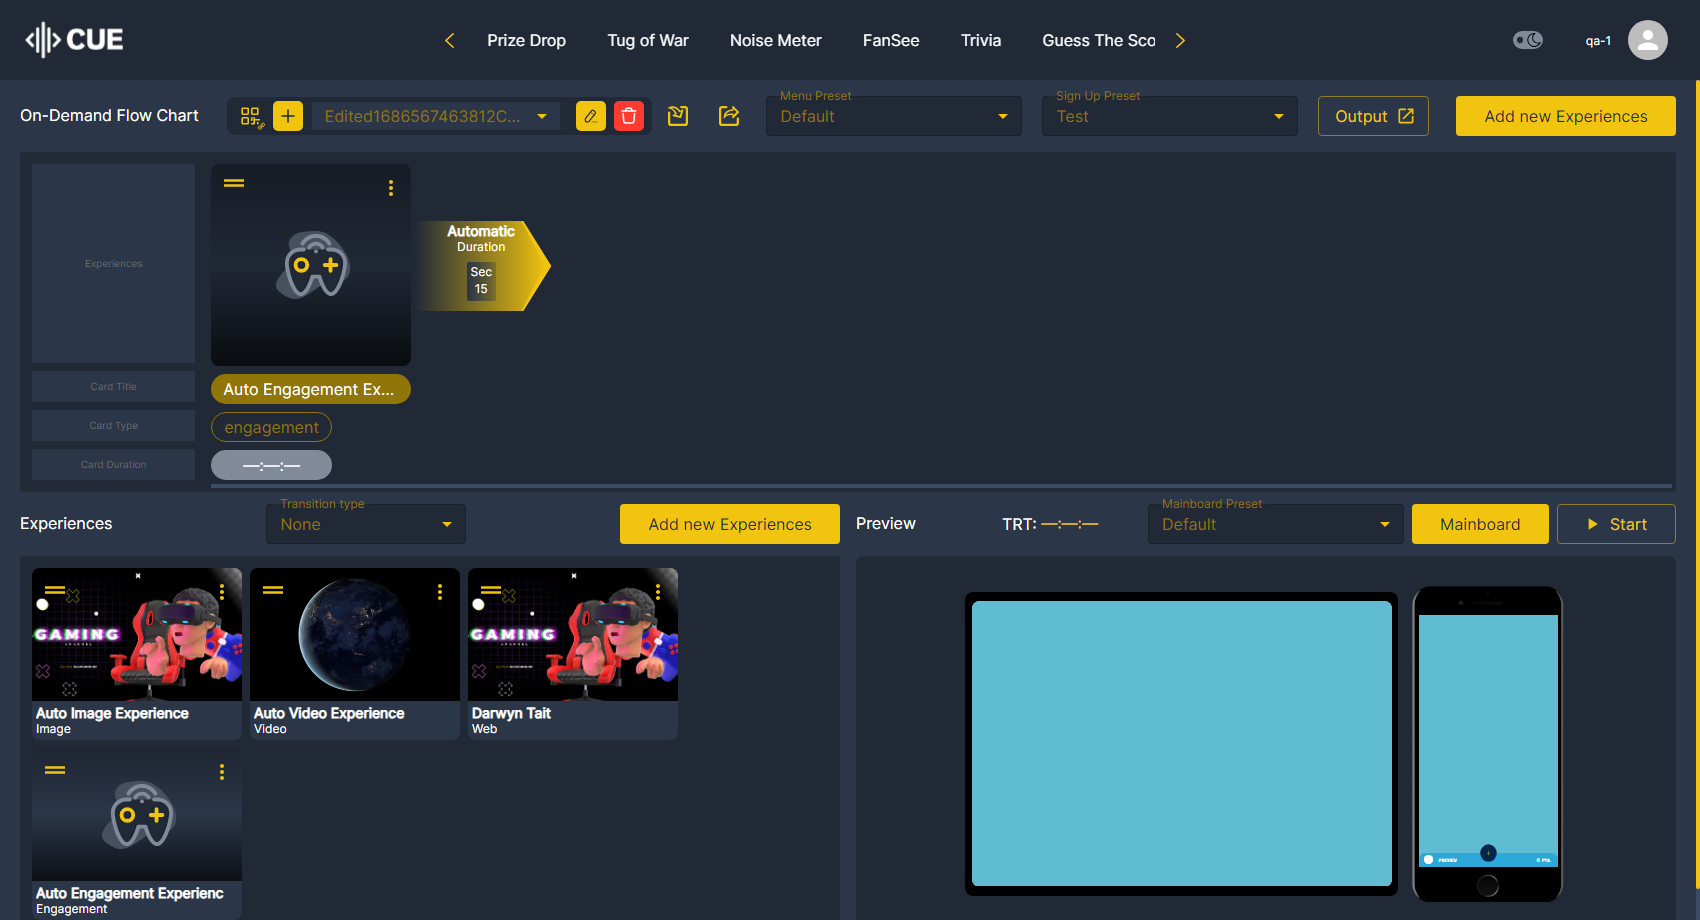 CUE
Prize Drop
Tug of War
Noise Meter
FanSee
Trivia
Guess The Sco
qa-1
On-Demand Flow Chart
Edited1686567463812C...
Menu Preset
Default
Sign Up Preset
Test
Output
Add new Experiences
Experiences
Automatic
Duration
Sec
15
Card Title
Auto Engagement Ex...
Card Type
engagement
Card Duration
—:—:—
Experiences
Transition type
None
Add new Experiences
Preview
TRT: —:—:—
Mainboard Preset
Default
Mainboard
Start
GAMING
Auto Image Experience
Image
Auto Video Experience
Video
GAMING
Darwyn Tait
Web
Auto Engagement Experienc
Engagement
PREVIEW
0 PTS.